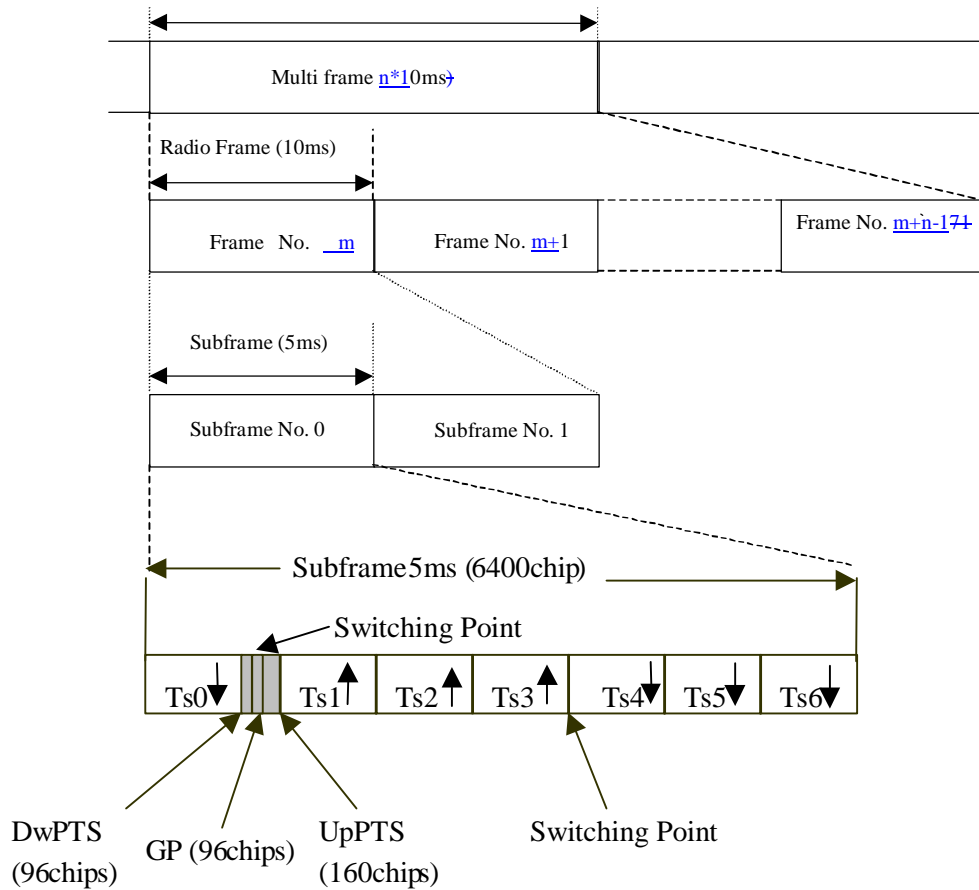 Multi frame n*10ms)
Radio Frame (10ms)
Frame No. m
Frame No. m+1
Frame No. m+n-171
Subframe (5ms)
Subframe No. 0
Subframe No. 1
Subframe 5ms (6400chip)
Switching Point
Ts0
Ts1
Ts2
Ts3
Ts4
Ts5
Ts6
DwPTS
(96chips)
GP (96chips)
UpPTS
(160chips)
Switching Point